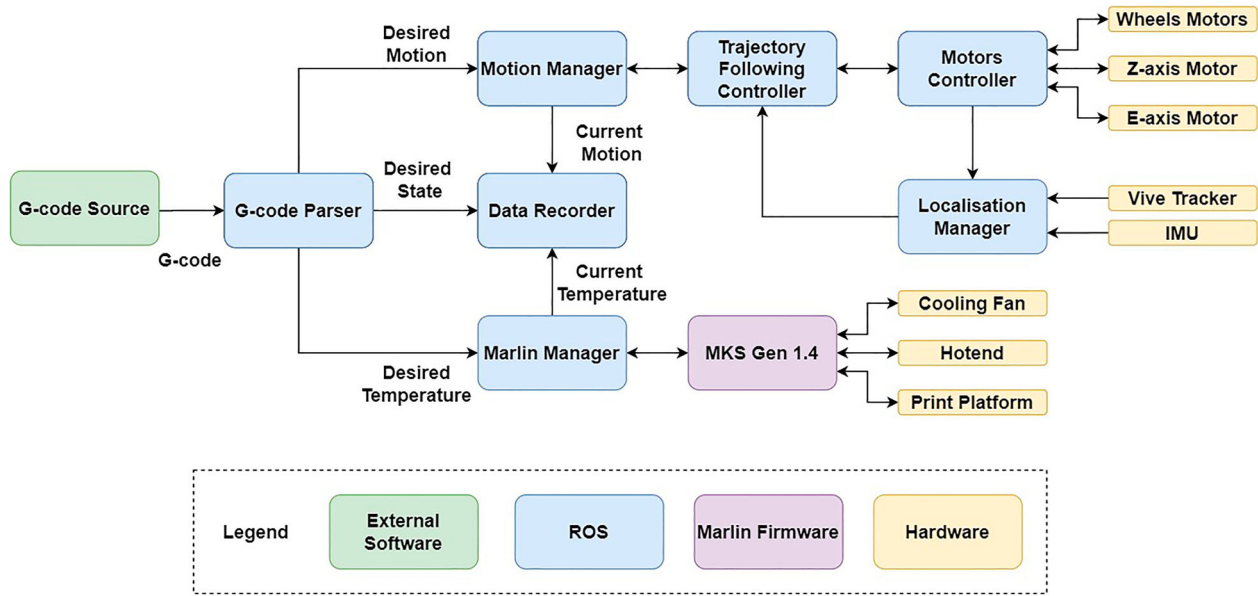 Desired
Motion
Motion Manager
Trajectory
Following
Controller
Motors
Controller
Wheels Motors
Z-axis Motor
E-axis Motor
Current
Motion
G-code Source
G-code
G-code Parser
Desired
State
Data Recorder
Localisation
Manager
Vive Tracker
IMU
Current
Temperature
Desired
Temperature
Marlin Manager
MKS Gen 1.4
Cooling Fan
Hotend
Print Platform
Legend
External
Software
ROS
Marlin Firmware
Hardware